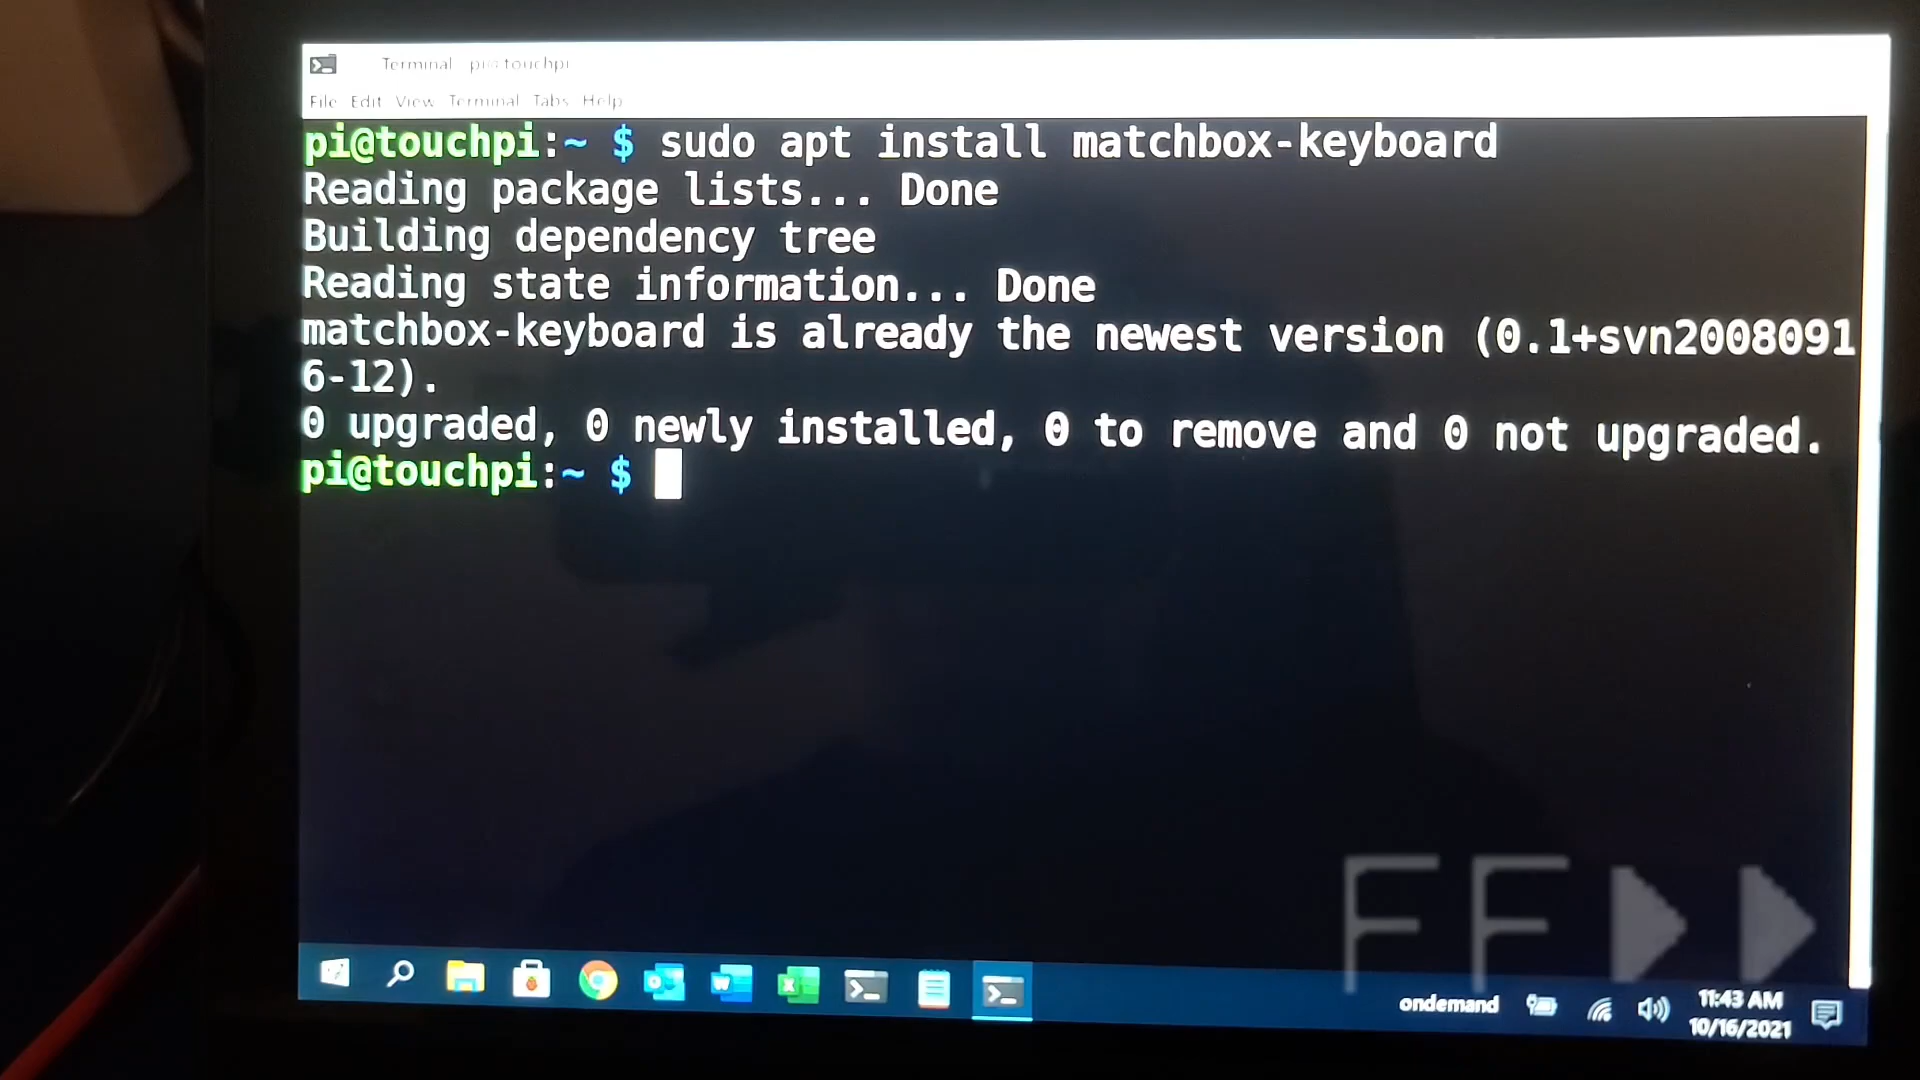 Terminal - pi@touchpi
File Edit View Terminal Tabs Help
pi@touchpi:~ $ sudo apt install matchbox-keyboard
Reading package lists... Done
Building dependency tree
Reading state information... Done
matchbox-keyboard is already the newest version (0.1+svn2008091
6-12).
0 upgraded, 0 newly installed, 0 to remove and 0 not upgraded.
pi@touchpi:~ $
FF
ondemand
11:43 AM
10/16/2021